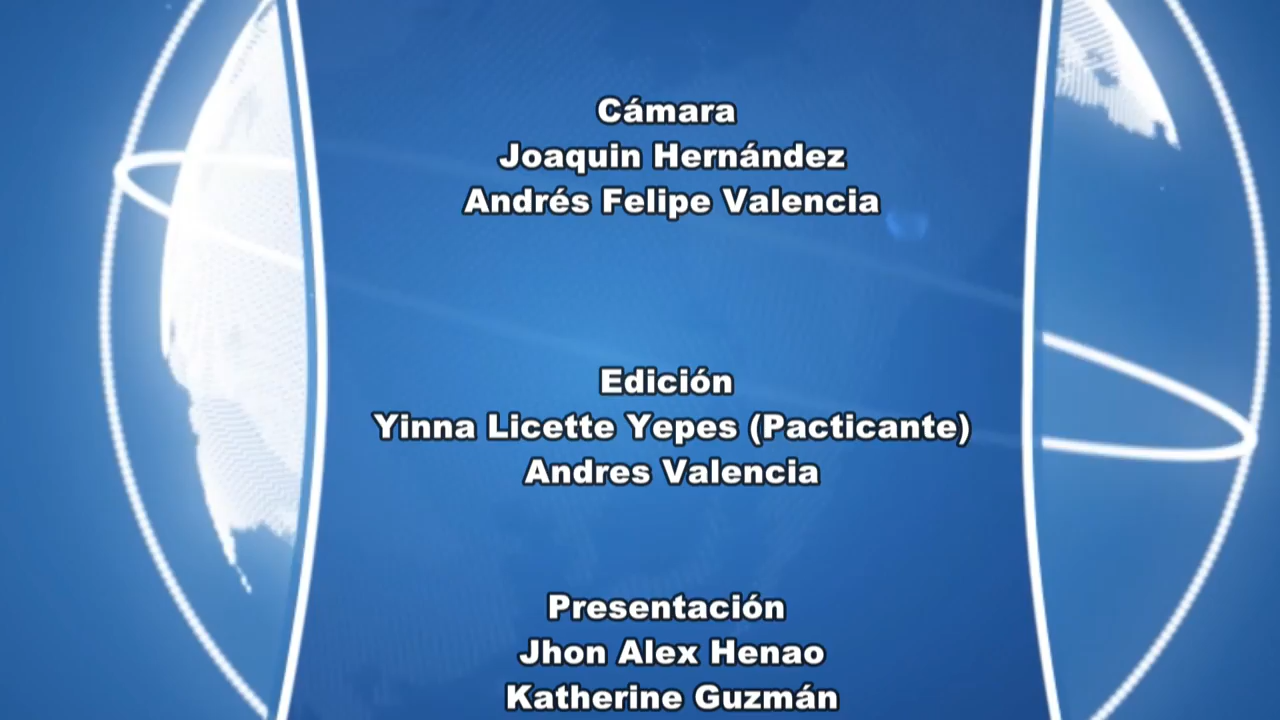 Cámara
Joaquin Hernández
Andrés Felipe Valencia
Edición
Yinna Licette Yepes (Pacticante)
Andres Valencia
Presentación
Jhon Alex Henao
Katherine Guzmán